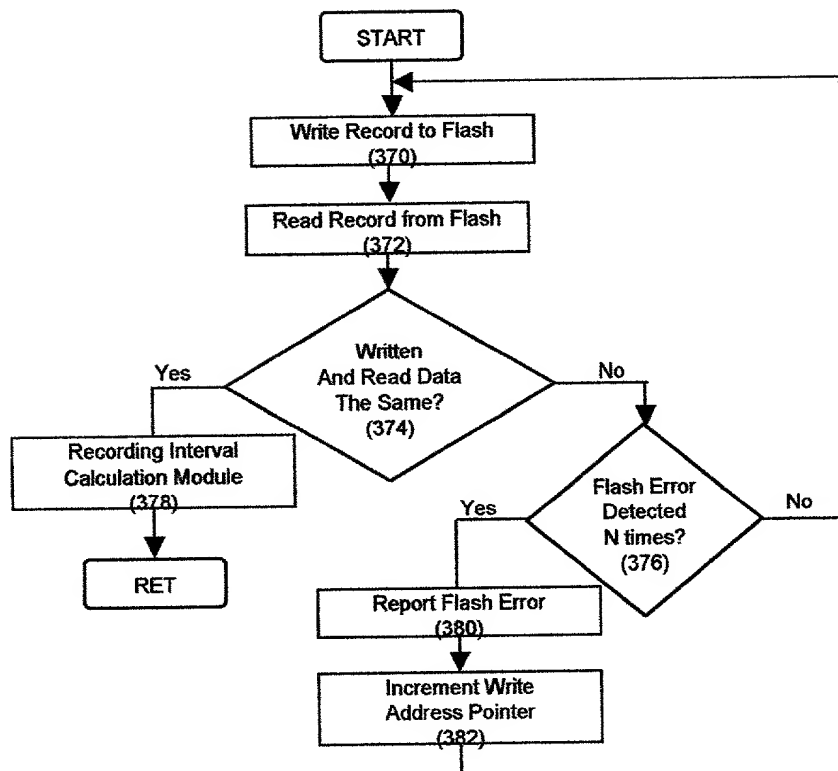 START
Write Record to Flash
(370)
Read Record from Flash
(372)
Written
And Read Data
The Same?
(374)
Yes
No
Recording Interval
Calculation Module
(378)
RET
Flash Error
Detected
N times?
(376)
Yes
No
Report Flash Error
(380)
Increment Write
Address Pointer
(382)